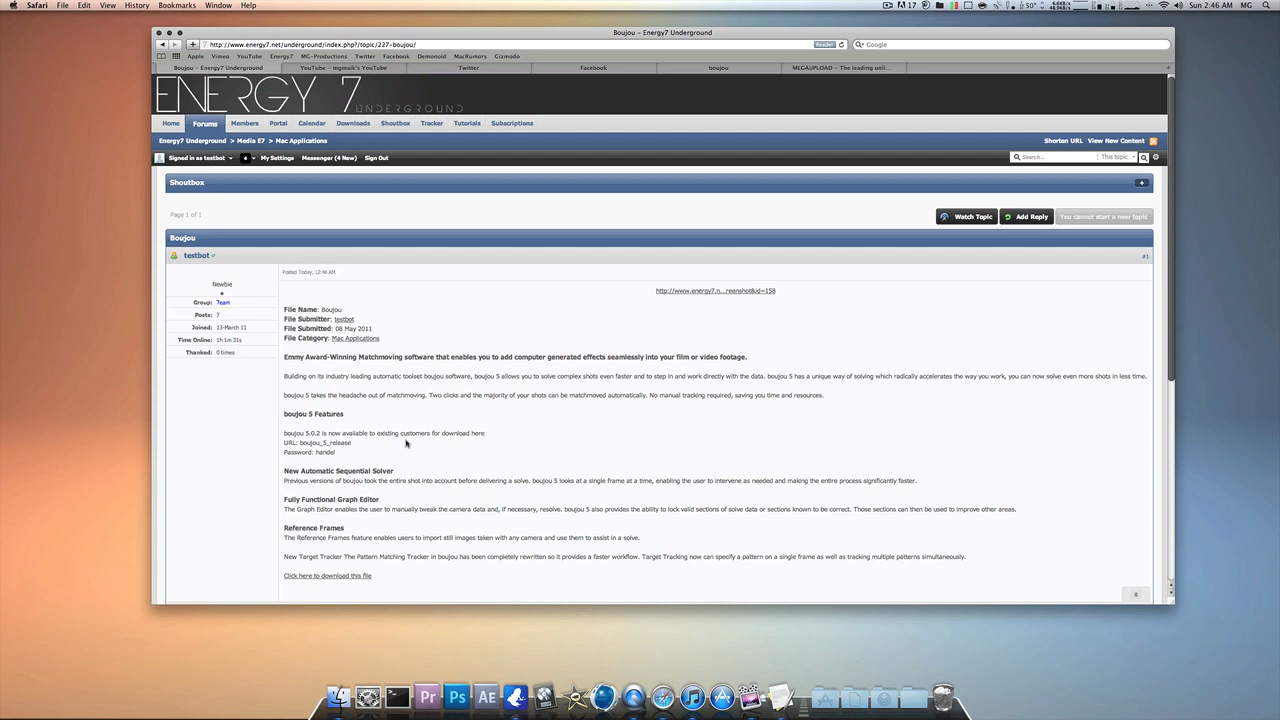 Safari File Edit View History Bookmarks Window Help
17
50°
Sun 2:46 AM MG
Boujou – Energy7 Underground
http://www.energy7.net/underground/index.php?/topic/227-boujou/
Reader
Google
Apple Vimeo YouTube Energy7 MG-Productions Twitter Facebook Demonoid MacRumors Gizmodo
Boujou – Energy7 Underground YouTube – mgmaik's YouTube Twitter Facebook boujou MEGAUPLOAD – The leading onli...
ENERGY 7 UNDERGROUND
Home Forums Members Portal Calendar Downloads Shoutbox Tracker Tutorials Subscriptions
Energy7 Underground > Media E7 > Mac Applications
Shorten URL View New Content
Signed in as testbot 4 My Settings Messenger (4 New) Sign Out
Search... This topic
Shoutbox
Page 1 of 1
Watch Topic Add Reply You cannot start a new topic
Boujou
testbot
#1
Posted Today, 12:46 AM
Newbie
Group: Team
Posts: 7
Joined: 13-March 11
Time Online: 1h 1m 31s
Thanked: 0 times
http://www.energy7.n...reenshot&id=158
File Name: Boujou
File Submitter: testbot
File Submitted: 08 May 2011
File Category: Mac Applications
Emmy Award-Winning Matchmoving software that enables you to add computer generated effects seamlessly into your film or video footage.
Building on its industry leading automatic toolset boujou software, boujou 5 allows you to solve complex shots even faster and to step in and work directly with the data. boujou 5 has a unique way of solving which radically accelerates the way you work, you can now solve even more shots in less time.
boujou 5 takes the headache out of matchmoving. Two clicks and the majority of your shots can be matchmoved automatically. No manual tracking required, saving you time and resources.
boujou 5 Features
boujou 5.0.2 is now available to existing customers for download here
URL: boujou_5_release
Password: handel
New Automatic Sequential Solver
Previous versions of boujou took the entire shot into account before delivering a solve. boujou 5 looks at a single frame at a time, enabling the user to intervene as needed and making the entire process significantly faster.
Fully Functional Graph Editor
The Graph Editor enables the user to manually tweak the camera data and, if necessary, resolve. boujou 5 also provides the ability to lock valid sections of solve data or sections known to be correct. Those sections can then be used to improve other areas.
Reference Frames
The Reference Frames feature enables users to import still images taken with any camera and use them to assist in a solve.
New Target Tracker The Pattern Matching Tracker in boujou has been completely rewritten so it provides a faster workflow. Target Tracking now can specify a pattern on a single frame as well as tracking multiple patterns simultaneously.
Click here to download this file
Pr Ps AE